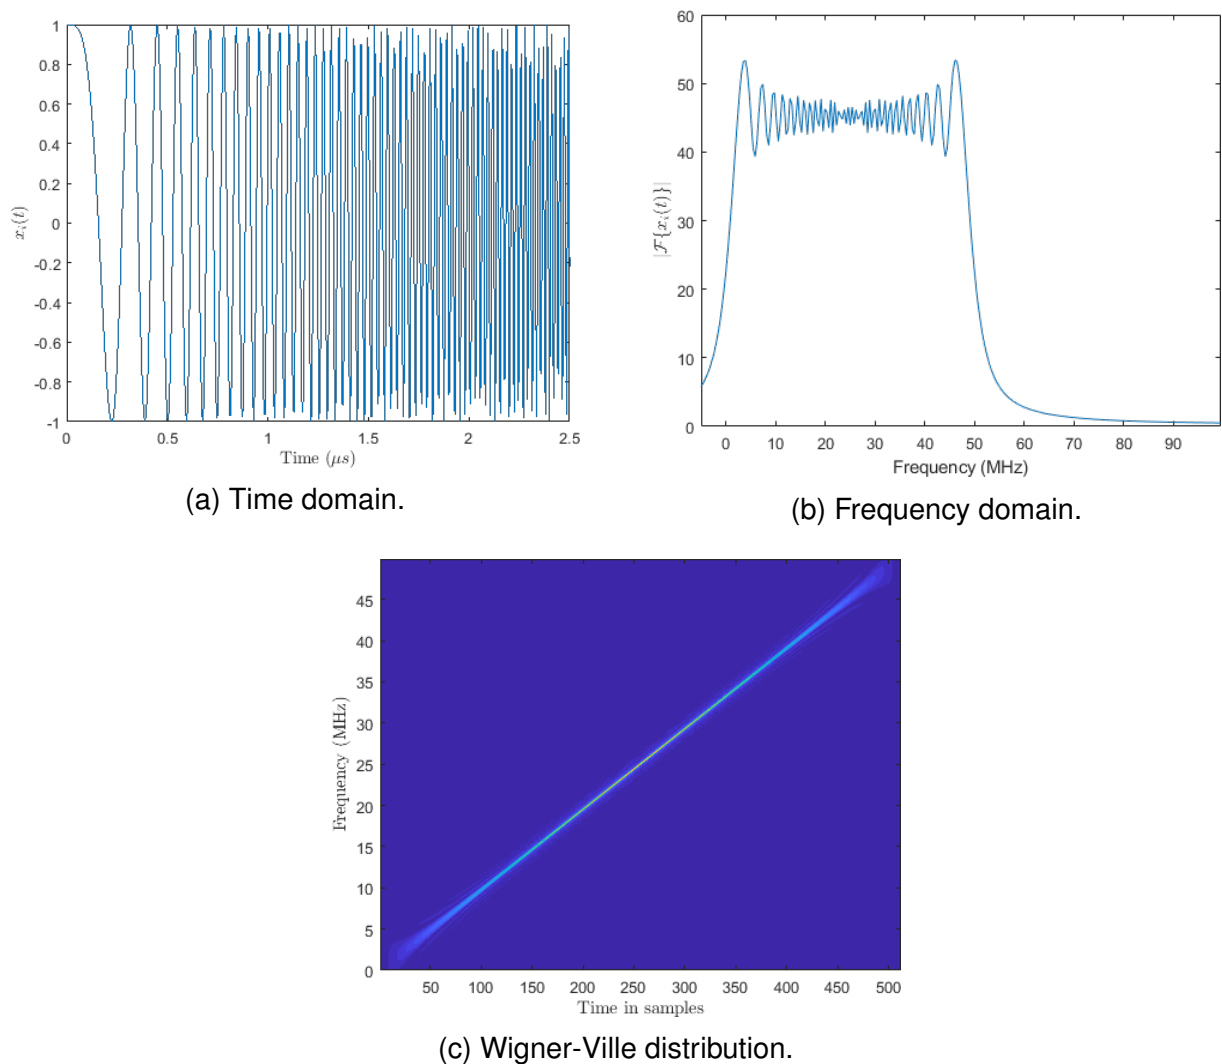 1
0.8
0.6
0.4
0.2
0
-0.2
-0.4
-0.6
-0.8
-1
x_i(t)
0 0.5 1 1.5 2 2.5
Time (μs)
(a) Time domain.
60
50
40
30
20
10
0
|F{x_i(t)}|
0 10 20 30 40 50 60 70 80 90
Frequency (MHz)
(b) Frequency domain.
45
40
35
30
25
20
15
10
5
0
Frequency (MHz)
50 100 150 200 250 300 350 400 450 500
Time in samples
(c) Wigner-Ville distribution.